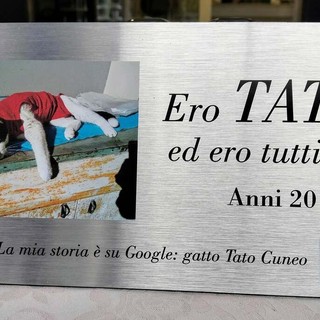 Ero TAT
ed ero tutti
Anni 20
La mia storia è su Google: gatto Tato Cuneo